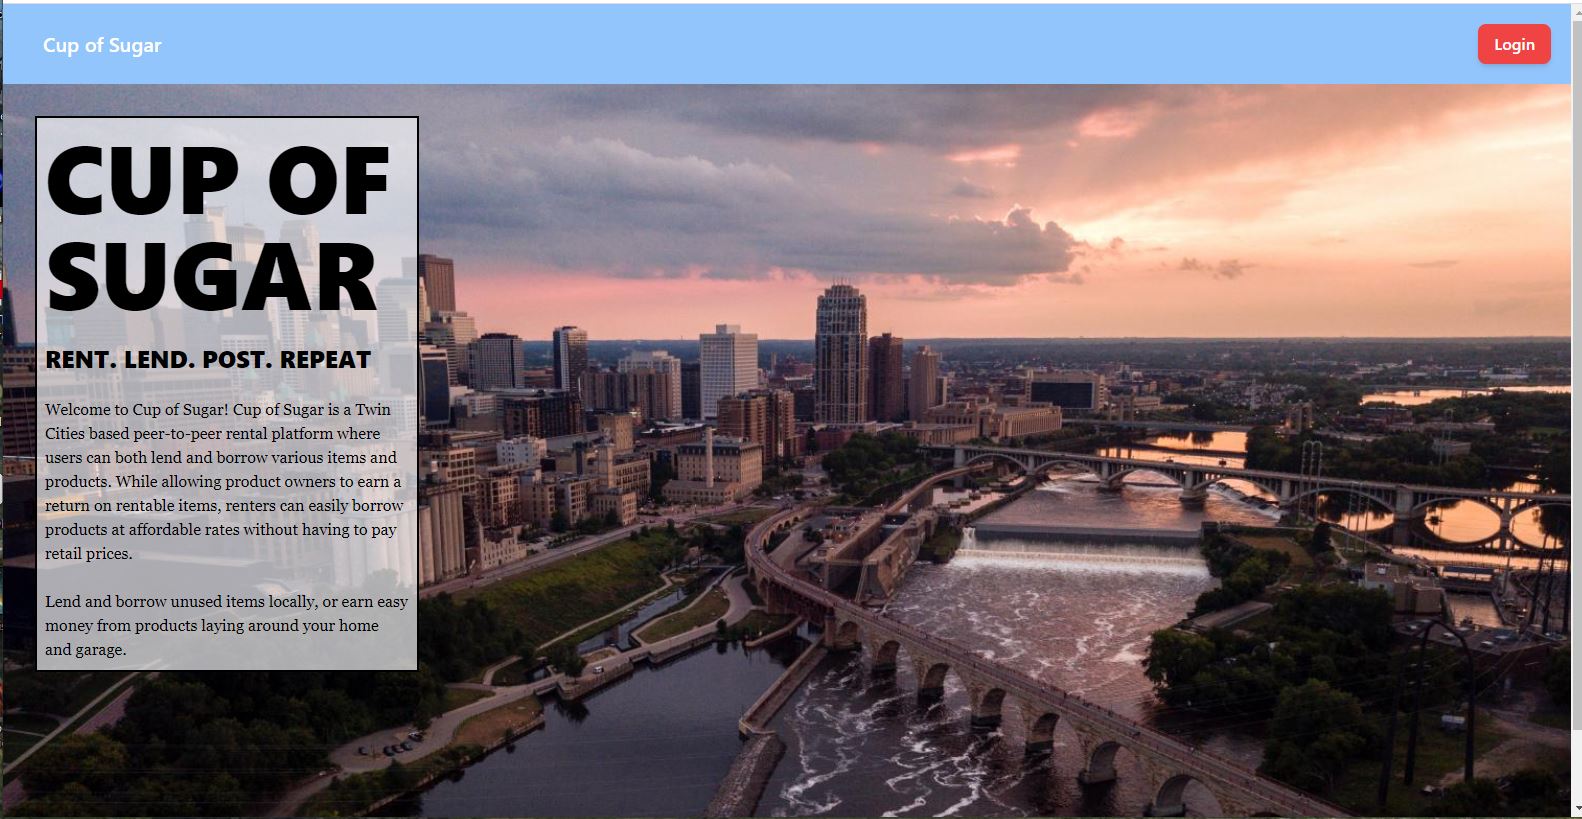 Cup of Sugar
Login
CUP OF
SUGAR
RENT. LEND. POST. REPEAT
Welcome to Cup of Sugar! Cup of Sugar is a Twin
Cities based peer-to-peer rental platform where
users can both lend and borrow various items and
products. While allowing product owners to earn a
return on rentable items, renters can easily borrow
products at affordable rates without having to pay
retail prices.
Lend and borrow unused items locally, or earn easy
money from products laying around your home
and garage.